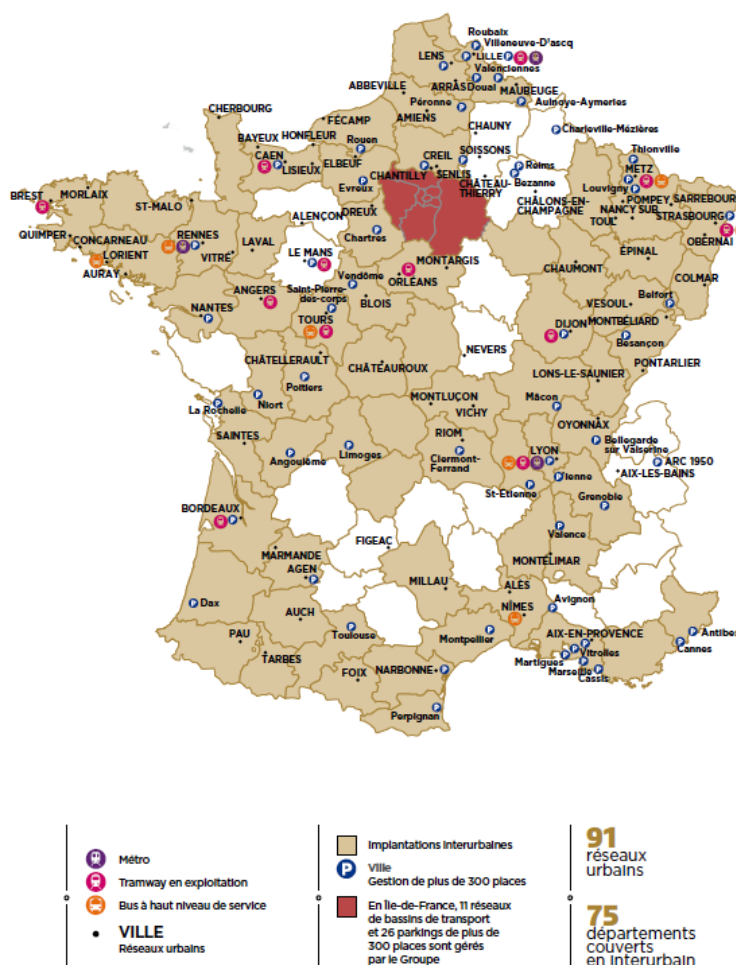 Roubaix
Villeneuve-D'ascq
LILLE
LENS
Valenciennes
ARRAS Douai
MAUBEUGE
ABBEVILLE
Péronne
Aulnoye-Aymeries
CHERBOURG
AMIENS
FÉCAMP
CHAUNY
Charleville-Mézières
BAYEUX
HONFLEUR
Rouen
SOISSONS
Thionville
CAEN
ELBEUF
CREIL
Reims
METZ
LISIEUX
CHANTILLY
SENLIS
Bezanne
Louvigny
POMPEY
SARREBOURG
BREST
MORLAIX
Evreux
CHÂTEAU-
THIERRY
CHÂLONS-EN-
CHAMPAGNE
NANCY SUR
TOUL
STRASBOURG
ST-MALO
DREUX
ALENÇON
QUIMPER
CONCARNEAU
RENNES
LAVAL
Chartres
OBERNAI
LORIENT
VITRÉ
LE MANS
ÉPINAL
AURAY
MONTARGIS
CHAUMONT
Vendôme
ORLÉANS
COLMAR
ANGERS
Saint-Pierre-
des-corps
BLOIS
VESOUL
Belfort
NANTES
TOURS
DIJON
MONTBÉLIARD
Besançon
CHÂTELLERAULT
CHÂTEAUROUX
NEVERS
PONTARLIER
Poitiers
LONS-LE-SAUNIER
La Rochelle
Niort
MONTLUÇON
Mâcon
VICHY
OYONNAX
SAINTES
RIOM
LYON
Bellegarde
sur Valserine
Angoulême
Limoges
Clermont-
Ferrand
ARC 1950
AIX-LES-BAINS
Vienne
St-Etienne
Grenoble
BORDEAUX
Valence
FIGEAC
MARMANDE
MONTÉLIMAR
AGEN
MILLAU
ALÈS
Dax
Avignon
AUCH
NÎMES
Toulouse
Montpellier
AIX-EN-PROVENCE
Antibes
PAU
Vitrolles
Cannes
TARBES
Martigues
Marseille
Cassis
FOIX
NARBONNE
Perpignan
Métro
Tramway en exploitation
Bus à haut niveau de service
VILLE
Réseaux urbains
Implantations interurbaines
P Ville
Gestion de plus de 300 places
En Île-de-France, 11 réseaux
de bassins de transport
et 26 parkings de plus de
300 places sont gérés
par le Groupe
91
réseaux
urbains
75
départements
couverts
en interurbain